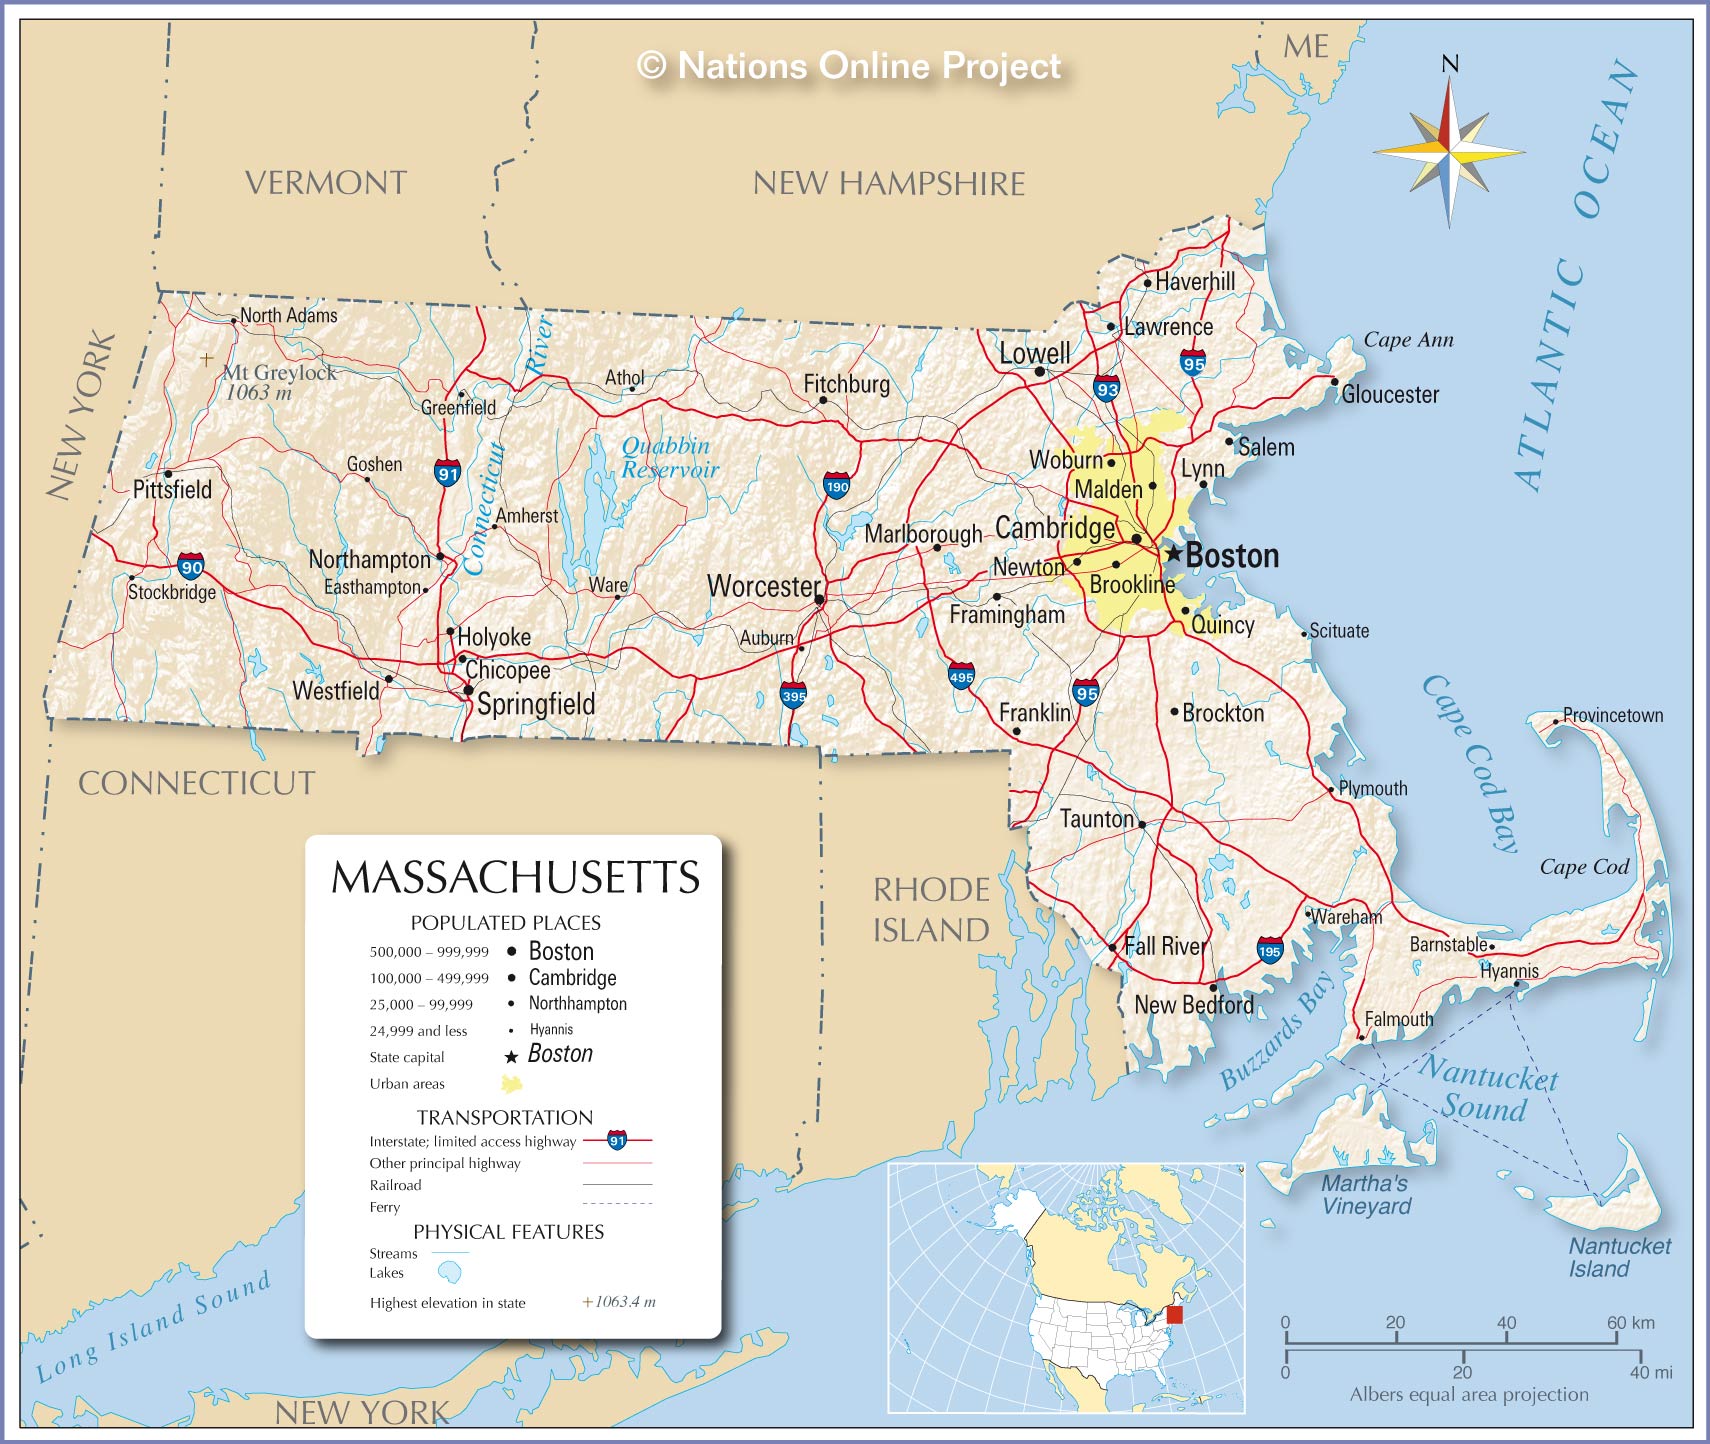 © Nations Online Project
ME
N
VERMONT
NEW HAMPSHIRE
ATLANTIC OCEAN
NEW YORK
North Adams
Mt Greylock
1063 m
River
Haverhill
Lawrence
Lowell
Cape Ann
95
93
Gloucester
Athol
Fitchburg
Greenfield
Salem
Quabbin
Reservoir
Woburn
Lynn
Goshen
91
190
Malden
Pittsfield
Connecticut
Amherst
Marlborough
Cambridge
Boston
Northampton
90
Newton
Brookline
Stockbridge
Easthampton
Ware
Worcester
Framingham
Quincy
Scituate
Holyoke
Auburn
Chicopee
Westfield
Springfield
395
495
95
Franklin
Brockton
Cape Cod Bay
Provincetown
CONNECTICUT
Plymouth
Taunton
Cape Cod
RHODE
ISLAND
Wareham
Fall River
195
Barnstable
Hyannis
New Bedford
Buzzards Bay
Falmouth
Nantucket
Sound
Martha's
Vineyard
Nantucket
Island
MASSACHUSETTS
POPULATED PLACES
500,000 – 999,999 Boston
100,000 – 499,999 Cambridge
25,000 – 99,999 Northhampton
24,999 and less Hyannis
State capital Boston
Urban areas
TRANSPORTATION
Interstate; limited access highway 91
Other principal highway
Railroad
Ferry
PHYSICAL FEATURES
Streams
Lakes
Highest elevation in state +1063.4 m
Long Island Sound
NEW YORK
0 20 40 60 km
0 20 40 mi
Albers equal area projection